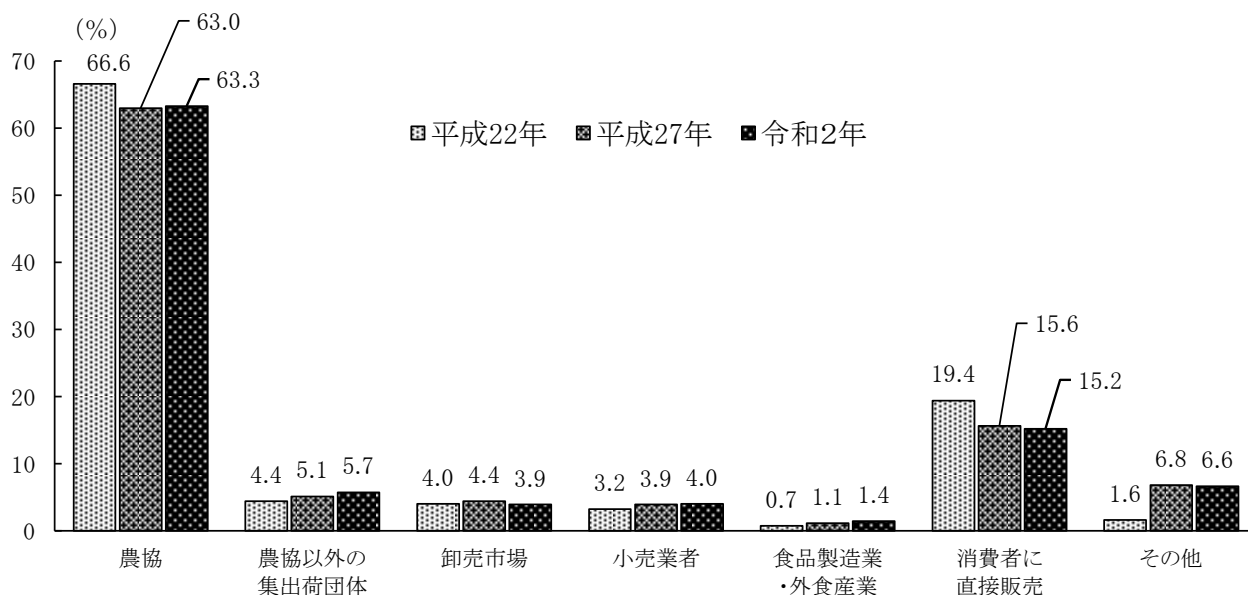 （%）
63.0
70
66.6
63.3
60
平成22年 平成27年 令和２年
50
40
30
15.6
20
19.4
15.2
10
4.4 5.1 5.7 4.0 4.4 3.9 3.2 3.9 4.0 0.7 1.1 1.4 1.6 6.8 6.6
0
農協
農協以外の
集出荷団体
卸売市場
小売業者
食品製造業
・外食産業
消費者に
直接販売
その他